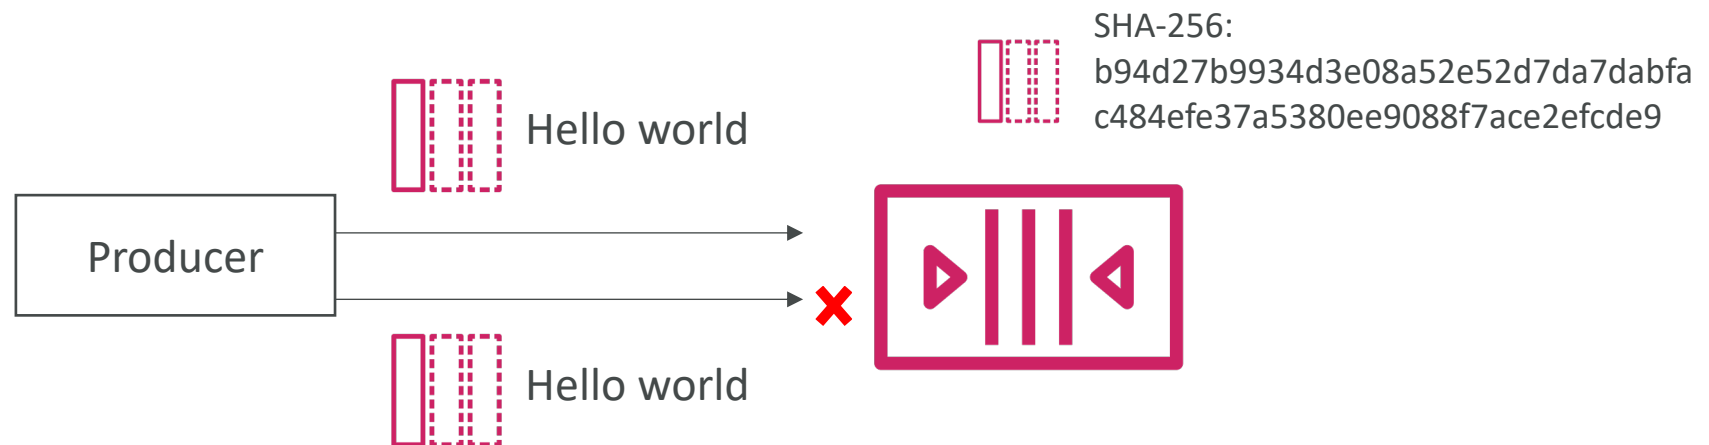 SHA-256:
b94d27b9934d3e08a52e52d7da7dabfa
c484efe37a5380ee9088f7ace2efcde9
Hello world
Producer
Hello world